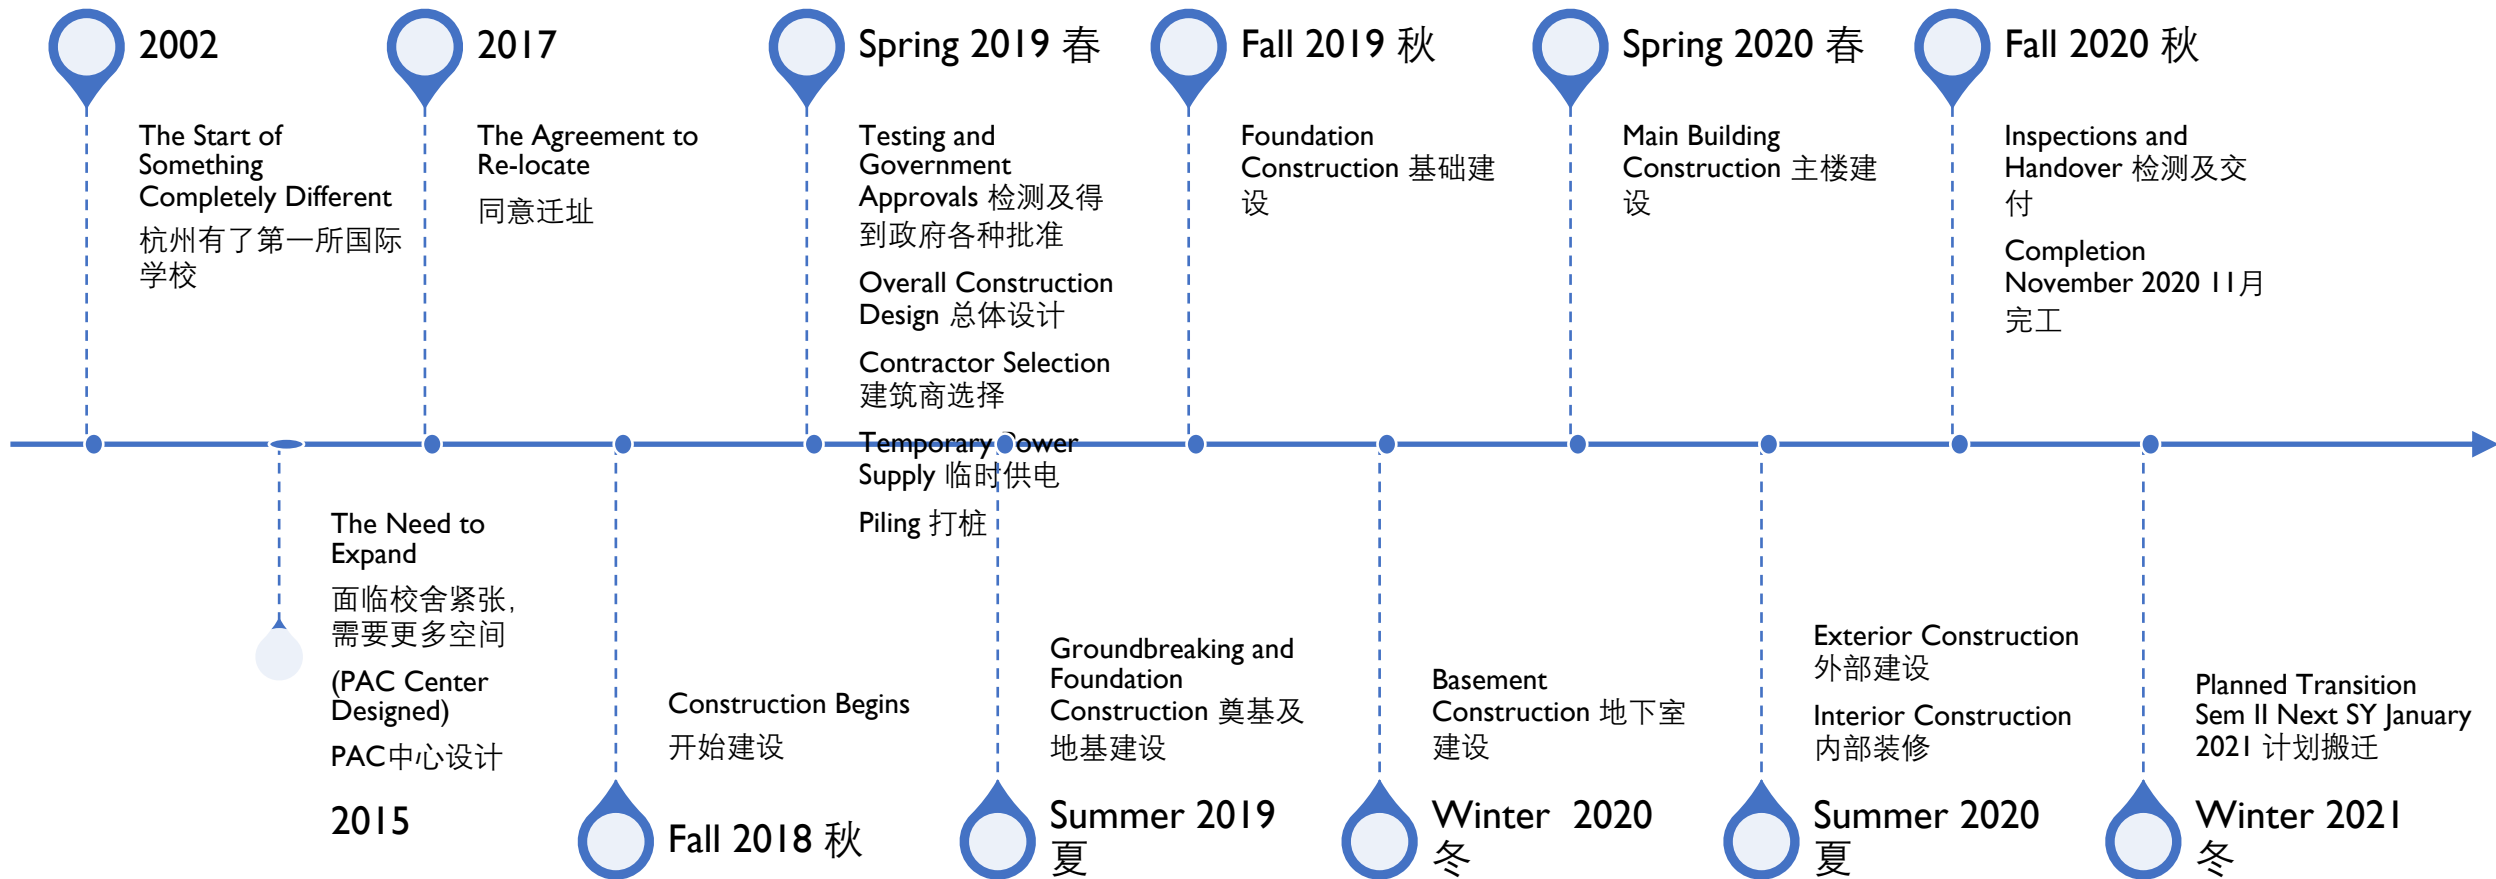 2002
The Start of
Something
Completely Different
杭州有了第一所国际
学校
The Need to
Expand
面临校舍紧张,
需要更多空间
(PAC Center
Designed)
PAC中心设计
2015
2017
The Agreement to
Re-locate
同意迁址
Construction Begins
开始建设
Fall 2018 秋
Spring 2019 春
Testing and
Government
Approvals 检测及得
到政府各种批准
Overall Construction
Design 总体设计
Contractor Selection
建筑商选择
Temporary Power
Supply 临时供电
Piling 打桩
Groundbreaking and
Foundation
Construction 奠基及
地基建设
Summer 2019
夏
Fall 2019 秋
Foundation
Construction 基础建
设
Basement
Construction 地下室
建设
Winter 2020
冬
Spring 2020 春
Main Building
Construction 主楼建
设
Exterior Construction
外部建设
Interior Construction
内部装修
Summer 2020
夏
Fall 2020 秋
Inspections and
Handover 检测及交
付
Completion
November 2020 11月
完工
Planned Transition
Sem II Next SY January
2021 计划搬迁
Winter 2021
冬